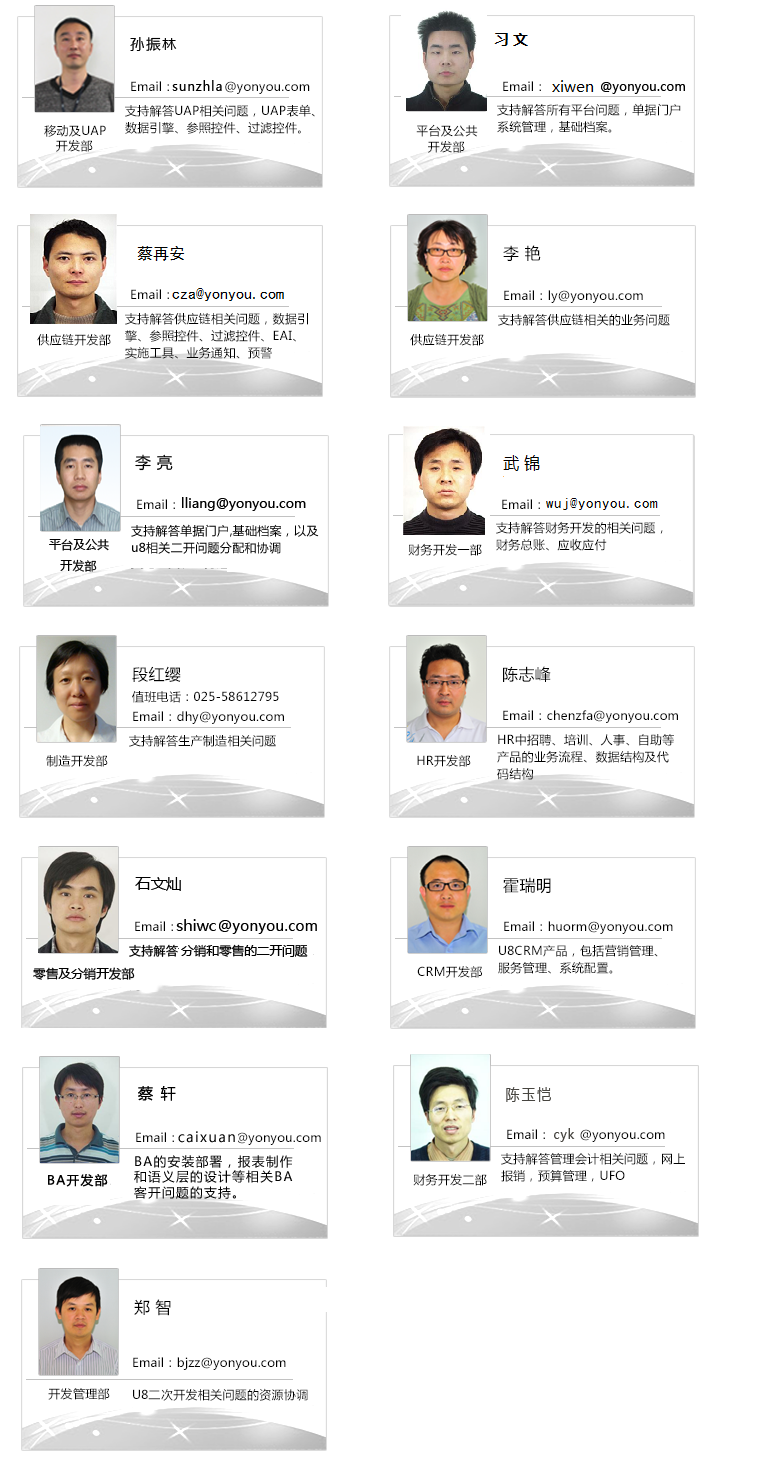 孙振林
Email : sunzhla @yonyou.com
支持解答UAP相关问题，UAP表单、
数据引擎、参照控件、过滤控件。
移动及UAP
开发部
习 文
Email： xiwen @yonyou.com
支持解答所有平台问题，单据门户
系统管理，基础档案。
平台及公共
开发部
蔡再安
Email : cza@yonyou.com
支持解答供应链相关问题，数据引
擎、参照控件、过滤控件、EAI、
实施工具、业务通知、预警
供应链开发部
李 艳
Email：ly@yonyou.com
支持解答供应链相关的业务问题
供应链开发部
李 亮
Email：lliang@yonyou.com
支持解答单据门户,基础档案，以及
u8相关二开问题分配和协调
平台及公共
开发部
武 锦
Email：wuj@yonyou.com
支持解答财务开发的相关问题，
财务总账、应收应付
财务开发一部
段红缨
值班电话：025-58612795
Email：dhy@yonyou.com
支持解答生产制造相关问题
制造开发部
陈志峰
Email：chenzfa@yonyou.com
HR中招聘、培训、人事、自助等
产品的业务流程、数据结构及代
码结构
HR开发部
石文灿
Email：shiwc@yonyou.com
支持解答 分销和零售的二开问题
零售及分销开发部
霍瑞明
Email：huorm@yonyou.com
U8CRM产品，包括营销管理、
服务管理、系统配置。
CRM开发部
蔡 轩
Email：caixuan@yonyou.com
BA的安装部署，报表制作
和语义层的设计等相关BA
客开问题的支持。
BA开发部
陈玉恺
Email： cyk @yonyou.com
支持解答管理会计相关问题，网上
报销，预算管理，UFO
财务开发二部
郑 智
Email：bjzz@yonyou.com
U8二次开发相关问题的资源协调
开发管理部